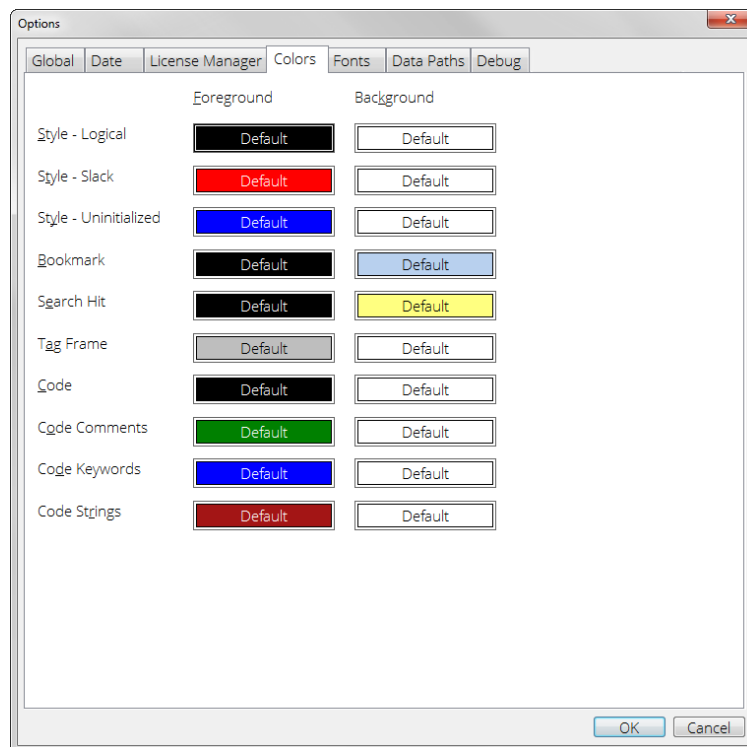 Options
Global Date License Manager Colors Fonts Data Paths Debug
Foreground Background
Style - Logical Default Default
Style - Slack Default Default
Style - Uninitialized Default Default
Bookmark Default Default
Search Hit Default Default
Tag Frame Default Default
Code Default Default
Code Comments Default Default
Code Keywords Default Default
Code Strings Default Default
OK Cancel